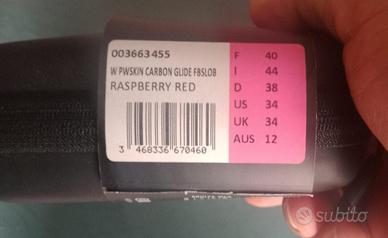 003663455
W PWSKIN CARBON GLIDE FBSLOB
RASPBERRY RED
3 468336 670460
F 40
I 44
D 38
US 34
UK 34
AUS 12
subito